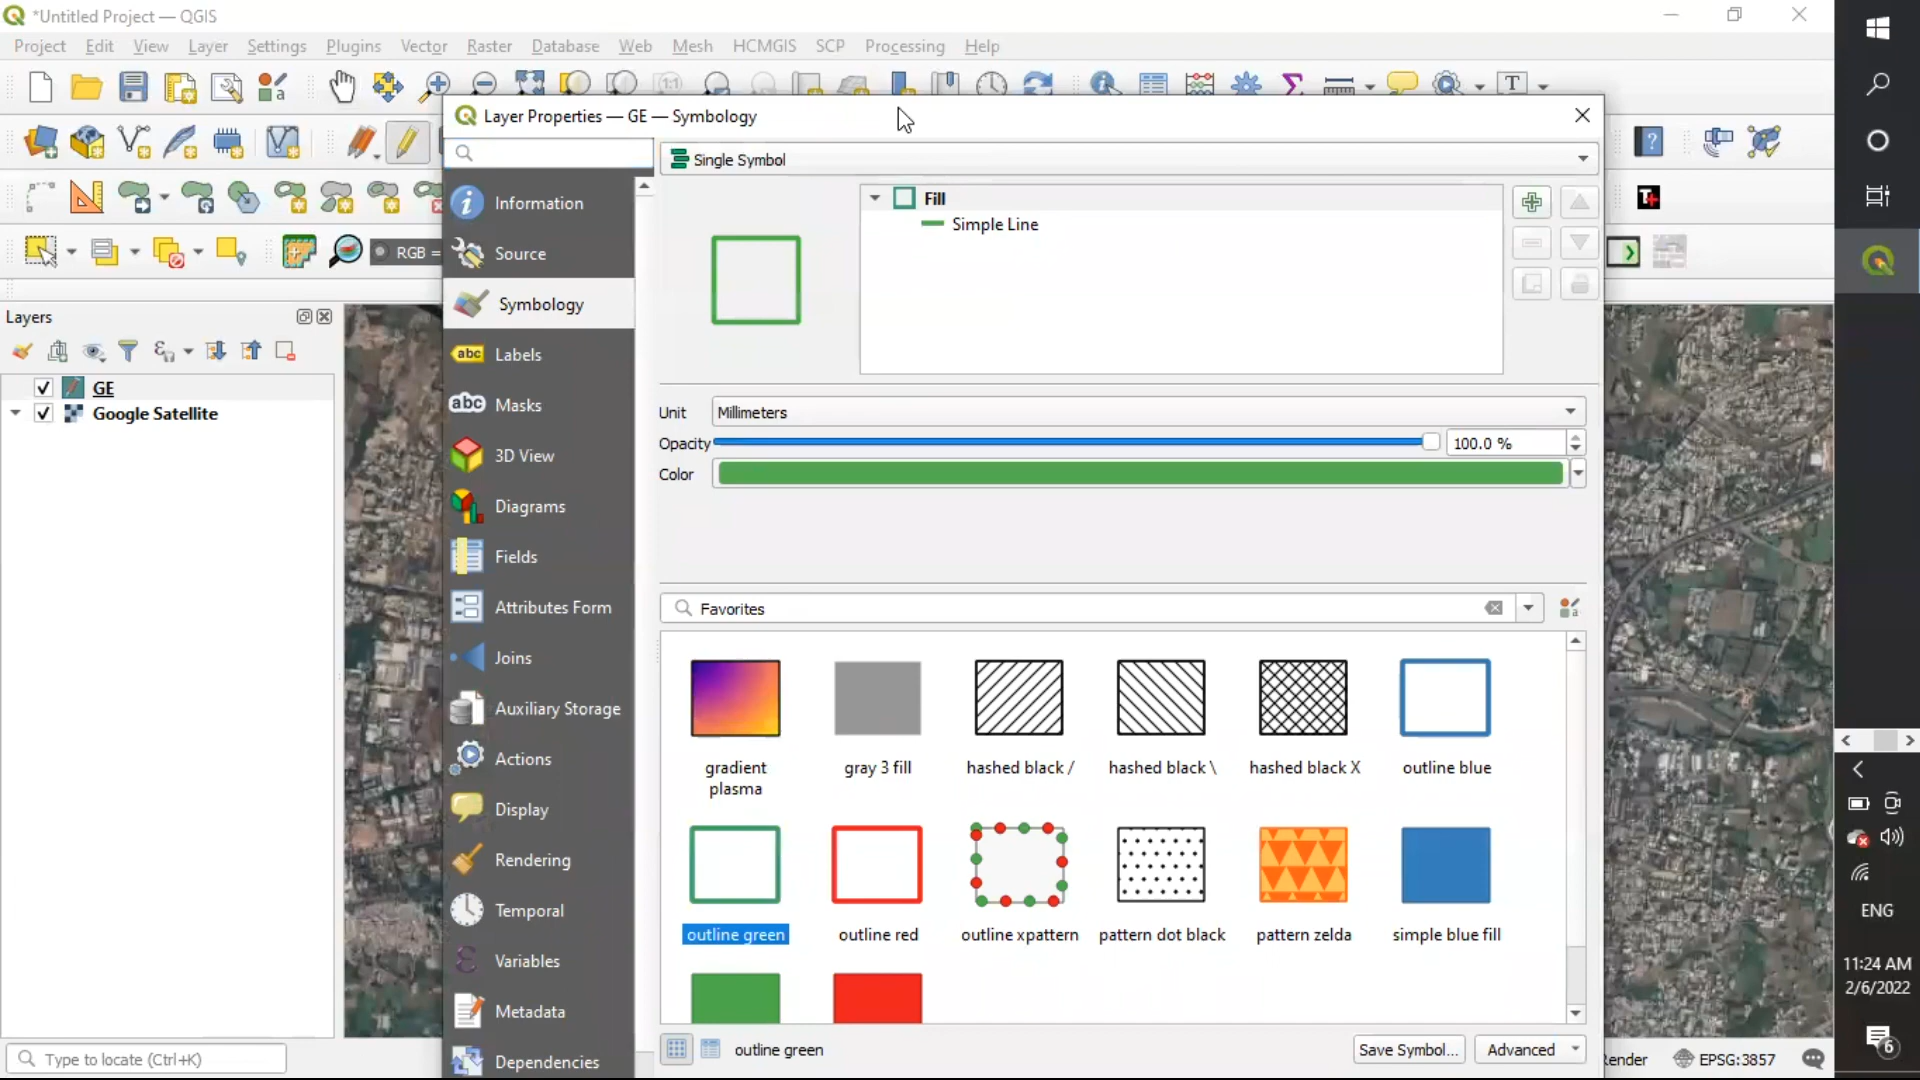 *Untitled Project — QGIS
Project Edit View Layer Settings Plugins Vector Raster Database Web Mesh HCMGIS SCP Processing Help
Layer Properties — GE — Symbology
Single Symbol
Information
Fill
Simple Line
RGB =
Source
Symbology
Layers
abc Labels
GE
abc Masks
Unit Millimeters
Google Satellite
Opacity 100.0 %
3D View
Color
Diagrams
Fields
Attributes Form
Favorites
Joins
Auxiliary Storage
Actions
gradient plasma
gray 3 fill
hashed black /
hashed black \
hashed black X
outline blue
Display
Rendering
Temporal
outline green
outline red
outline xpattern
pattern dot black
pattern zelda
simple blue fill
ENG
Variables
11:24 AM
2/6/2022
Metadata
outline green
Save Symbol...
Advanced
Type to locate (Ctrl+K)
Dependencies
Render
EPSG:3857
6